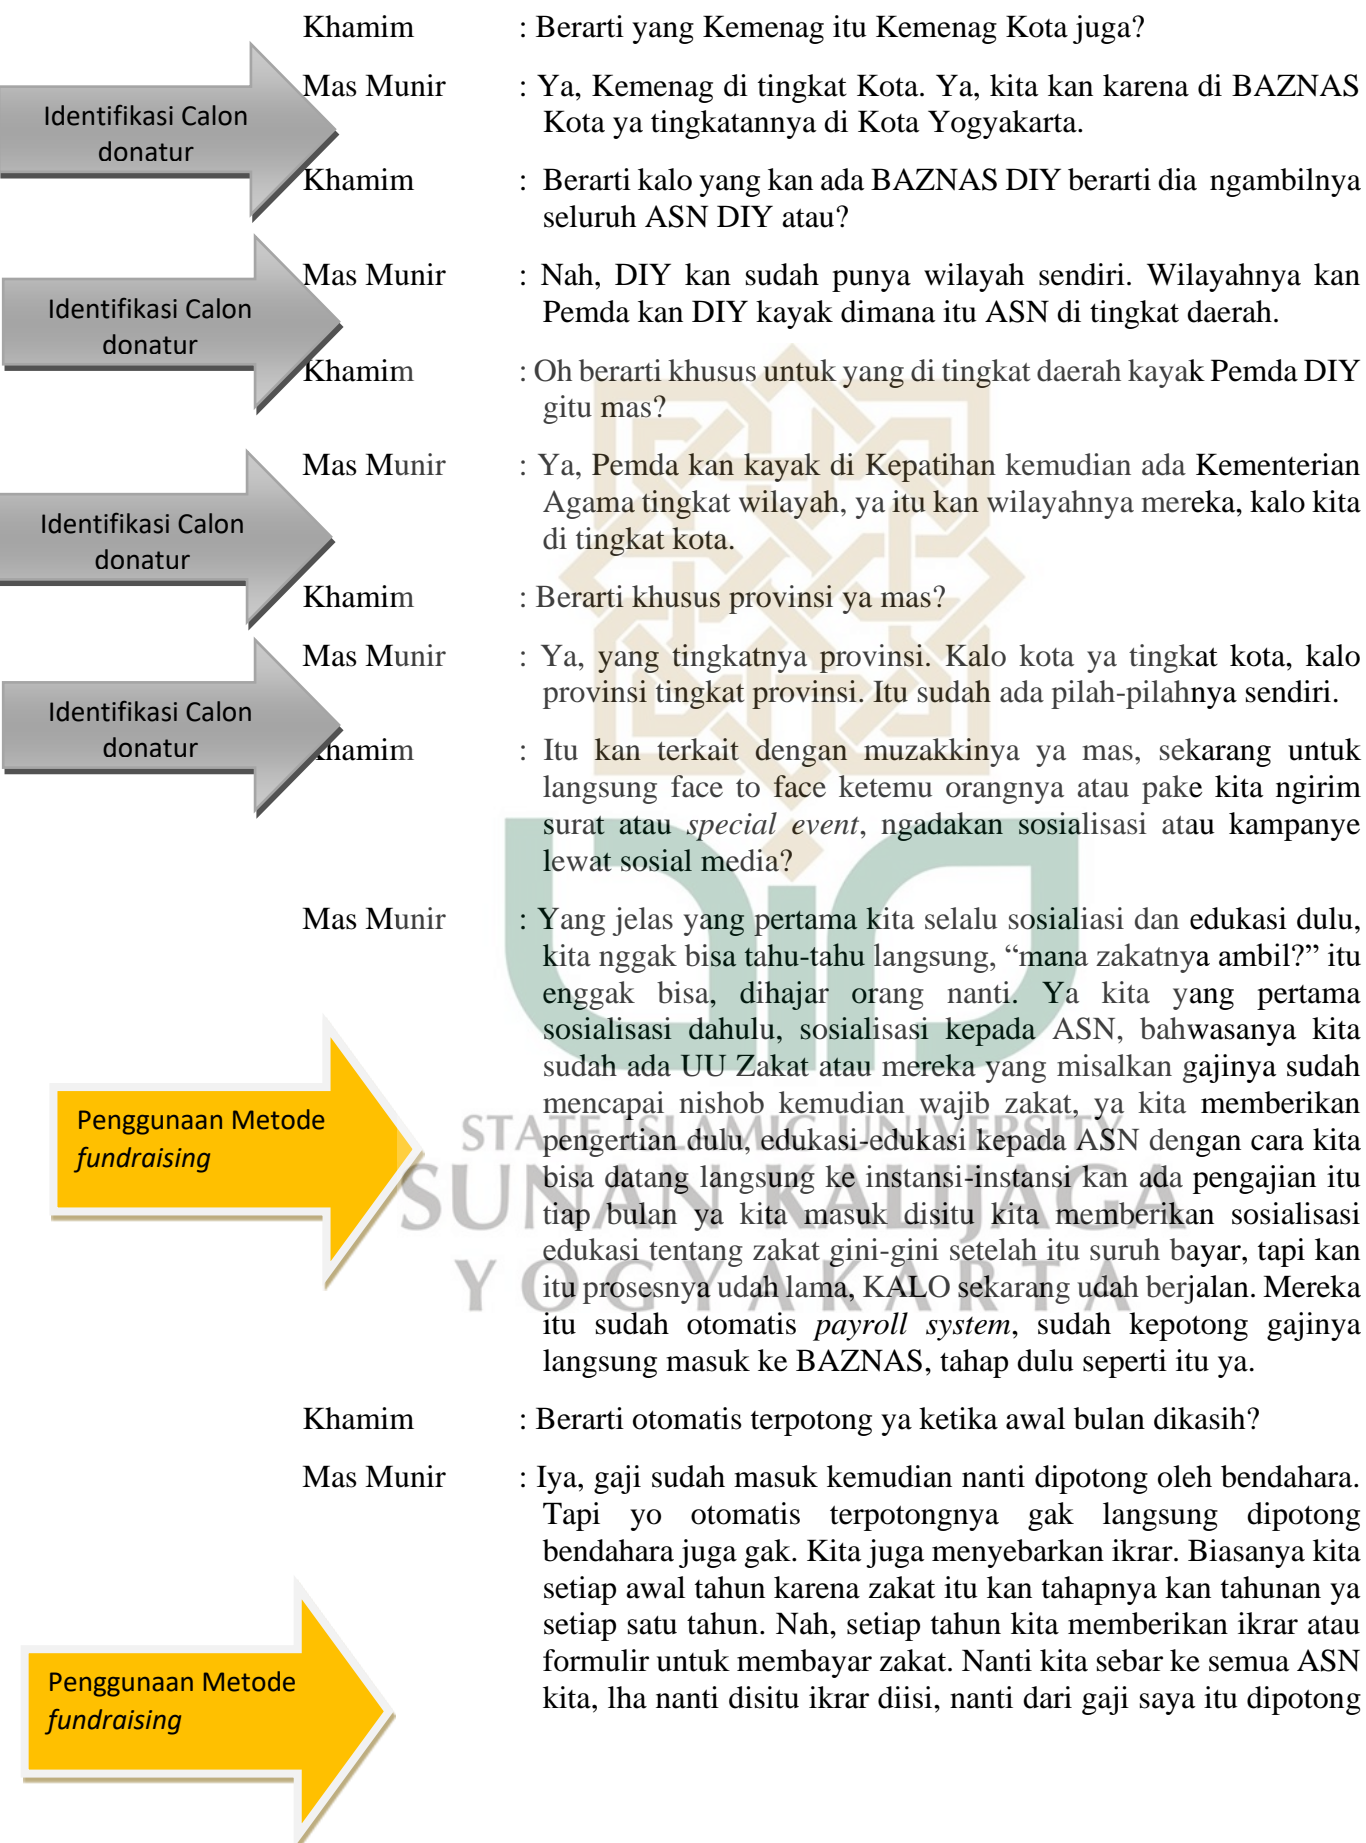 Khamim : Berarti yang Kemenag itu Kemenag Kota juga?
Identifikasi Calon
donatur
Mas Munir : Ya, Kemenag di tingkat Kota. Ya, kita kan karena di BAZNAS
Kota ya tingkatannya di Kota Yogyakarta.
Khamim : Berarti kalo yang kan ada BAZNAS DIY berarti dia ngambilnya
seluruh ASN DIY atau?
Identifikasi Calon
donatur
Mas Munir : Nah, DIY kan sudah punya wilayah sendiri. Wilayahnya kan
Pemda kan DIY kayak dimana itu ASN di tingkat daerah.
Khamim : Oh berarti khusus untuk yang di tingkat daerah kayak Pemda DIY
gitu mas?
Identifikasi Calon
donatur
Mas Munir : Ya, Pemda kan kayak di Kepatihan kemudian ada Kementerian
Agama tingkat wilayah, ya itu kan wilayahnya mereka, kalo kita
di tingkat kota.
Khamim : Berarti khusus provinsi ya mas?
Identifikasi Calon
donatur
Mas Munir : Ya, yang tingkatnya provinsi. Kalo kota ya tingkat kota, kalo
provinsi tingkat provinsi. Itu sudah ada pilah-pilahnya sendiri.
Khamim : Itu kan terkait dengan muzakkinya ya mas, sekarang untuk
langsung face to face ketemu orangnya atau pake kita ngirim
surat atau special event, ngadakan sosialisasi atau kampanye
lewat sosial media?
Mas Munir : Yang jelas yang pertama kita selalu sosialiasi dan edukasi dulu,
kita nggak bisa tahu-tahu langsung, “mana zakatnya ambil?” itu
enggak bisa, dihajar orang nanti. Ya kita yang pertama
sosialisasi dahulu, sosialisasi kepada ASN, bahwasanya kita
sudah ada UU Zakat atau mereka yang misalkan gajinya sudah
mencapai nishob kemudian wajib zakat, ya kita memberikan
pengertian dulu, edukasi-edukasi kepada ASN dengan cara kita
bisa datang langsung ke instansi-instansi kan ada pengajian itu
tiap bulan ya kita masuk disitu kita memberikan sosialisasi
edukasi tentang zakat gini-gini setelah itu suruh bayar, tapi kan
itu prosesnya udah lama, KALO sekarang udah berjalan. Mereka
itu sudah otomatis payroll system, sudah kepotong gajinya
langsung masuk ke BAZNAS, tahap dulu seperti itu ya.
Penggunaan Metode
fundraising
STATE ISLAMIC UNIVERSITY
SUNAN KALIJAGA
YOGYAKARTA
Khamim : Berarti otomatis terpotong ya ketika awal bulan dikasih?
Mas Munir : Iya, gaji sudah masuk kemudian nanti dipotong oleh bendahara.
Tapi yo otomatis terpotongnya gak langsung dipotong
bendahara juga gak. Kita juga menyebarkan ikrar. Biasanya kita
setiap awal tahun karena zakat itu kan tahapnya kan tahunan ya
setiap satu tahun. Nah, setiap tahun kita memberikan ikrar atau
formulir untuk membayar zakat. Nanti kita sebar ke semua ASN
kita, lha nanti disitu ikrar diisi, nanti dari gaji saya itu dipotong
Penggunaan Metode
fundraising